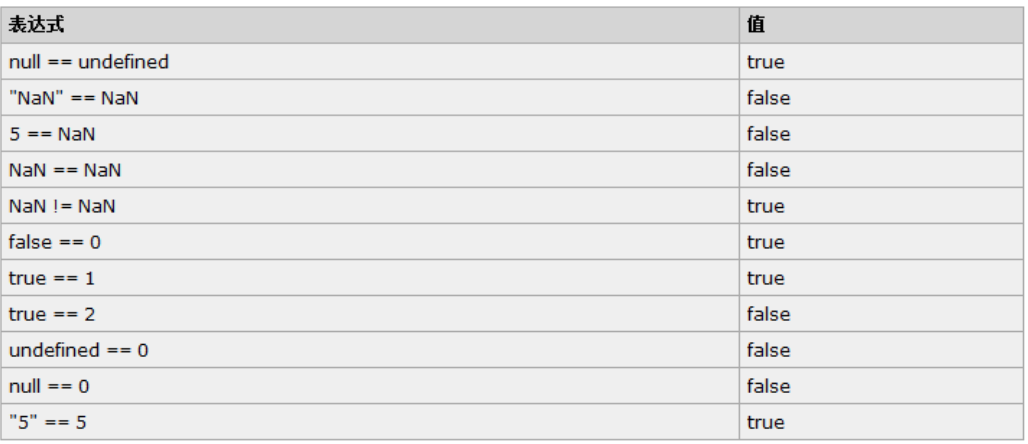 表达式 值
null == undefined true
"NaN" == NaN false
5 == NaN false
NaN == NaN false
NaN != NaN true
false == 0 true
true == 1 true
true == 2 false
undefined == 0 false
null == 0 false
"5" == 5 true